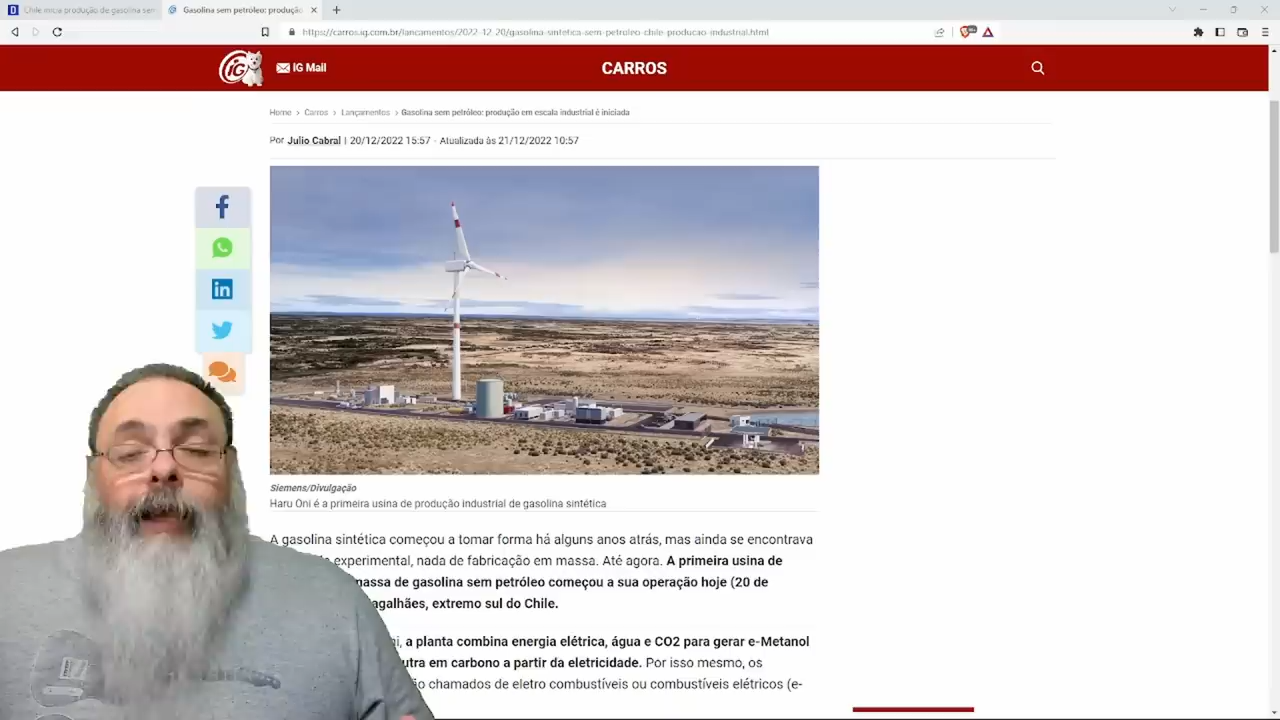 Chile inicia produção de gasolina sem
Gasolina sem petróleo: produção
https://carros.ig.com.br/lancamentos/2022-12-20/gasolina-sintetica-sem-petroleo-chile-producao-industrial.html
iG
iG Mail
CARROS
Home > Carros > Lançamentos > Gasolina sem petróleo: produção em escala industrial é iniciada
Por Julio Cabral | 20/12/2022 15:57 - Atualizada às 21/12/2022 10:57
Siemens/Divulgação
Haru Oni é a primeira usina de produção industrial de gasolina sintética
A gasolina sintética começou a tomar forma há alguns anos atrás, mas ainda se encontrava
experimental, nada de fabricação em massa. Até agora. A primeira usina de
massa de gasolina sem petróleo começou a sua operação hoje (20 de
agalhães, extremo sul do Chile.
ni, a planta combina energia elétrica, água e CO2 para gerar e-Metanol
utra em carbono a partir da eletricidade. Por isso mesmo, os
ão chamados de eletro combustíveis ou combustíveis elétricos (e-